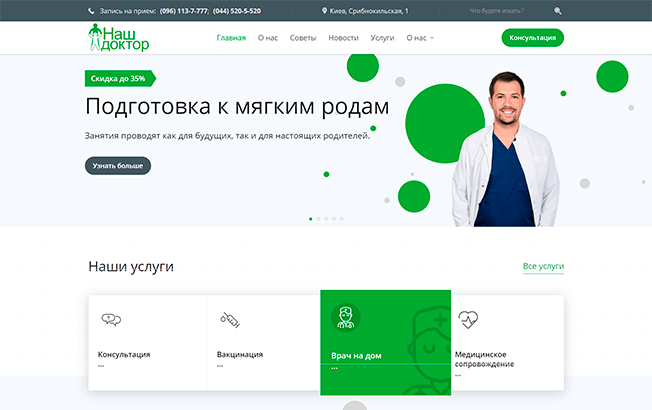 Запись на прием: (096) 113-7-777; (044) 520-5-520
Киев, Срибнокильская, 1
Что будете искать?
Наш доктор
Главная О нас Советы Новости Услуги О нас
Консультация
Скидка до 35%
Подготовка к мягким родам
Занятия проводят как для будущих, так и для настоящих родителей.
Узнать больше
Наши услуги
Все услуги
Консультация
...
Вакцинация
...
Врач на дом
...
Медицинское
сопровождение
...